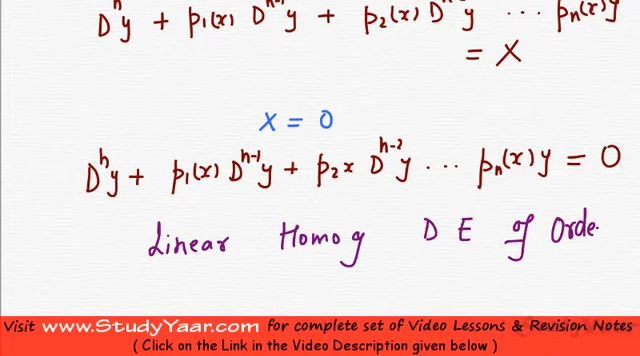 Dⁿy + p₁(x) Dⁿ⁻¹y + p₂(x) Dⁿ⁻²y ... pₙ(x)y
= X
X = 0
Dⁿy + p₁(x) Dⁿ⁻¹y + p₂x Dⁿ⁻²y ... pₙ(x)y = 0
Linear Homog D E of Orde
Visit www.StudyYaar.com for complete set of Video Lessons & Revision Notes
( Click on the Link in the Video Description given below )